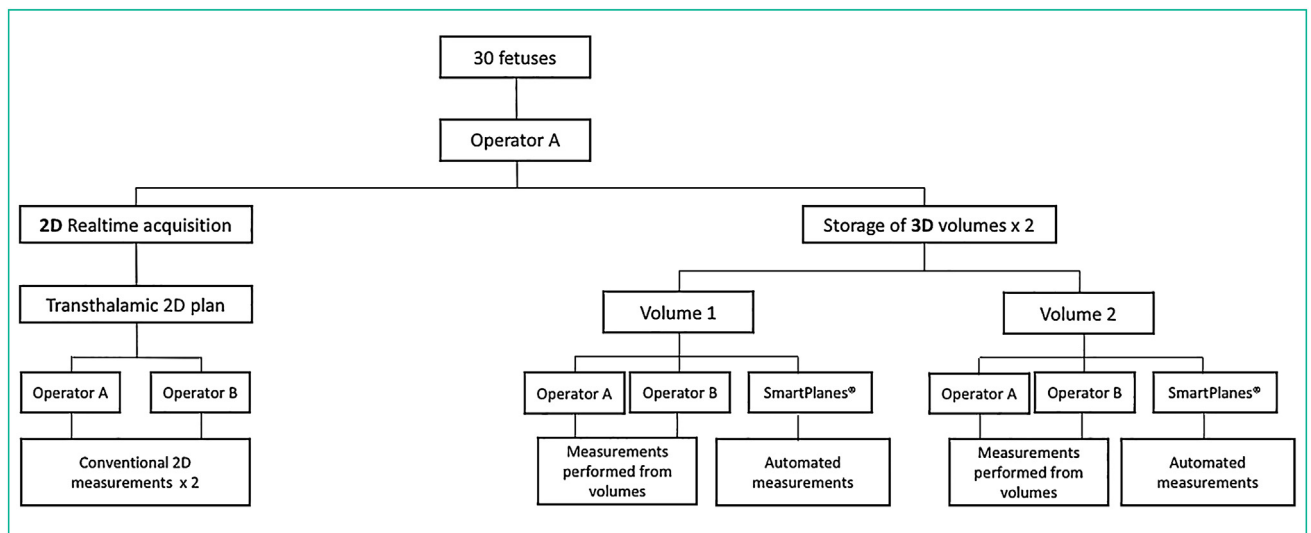 30 fetuses
Operator A
2D Realtime acquisition
Storage of 3D volumes x 2
Transthalamic 2D plan
Volume 1
Volume 2
Operator A
Operator B
Operator A
Operator B
SmartPlanes®
Operator A
Operator B
SmartPlanes®
Conventional 2D
measurements x 2
Measurements
performed from
volumes
Automated
measurements
Measurements
performed from
volumes
Automated
measurements